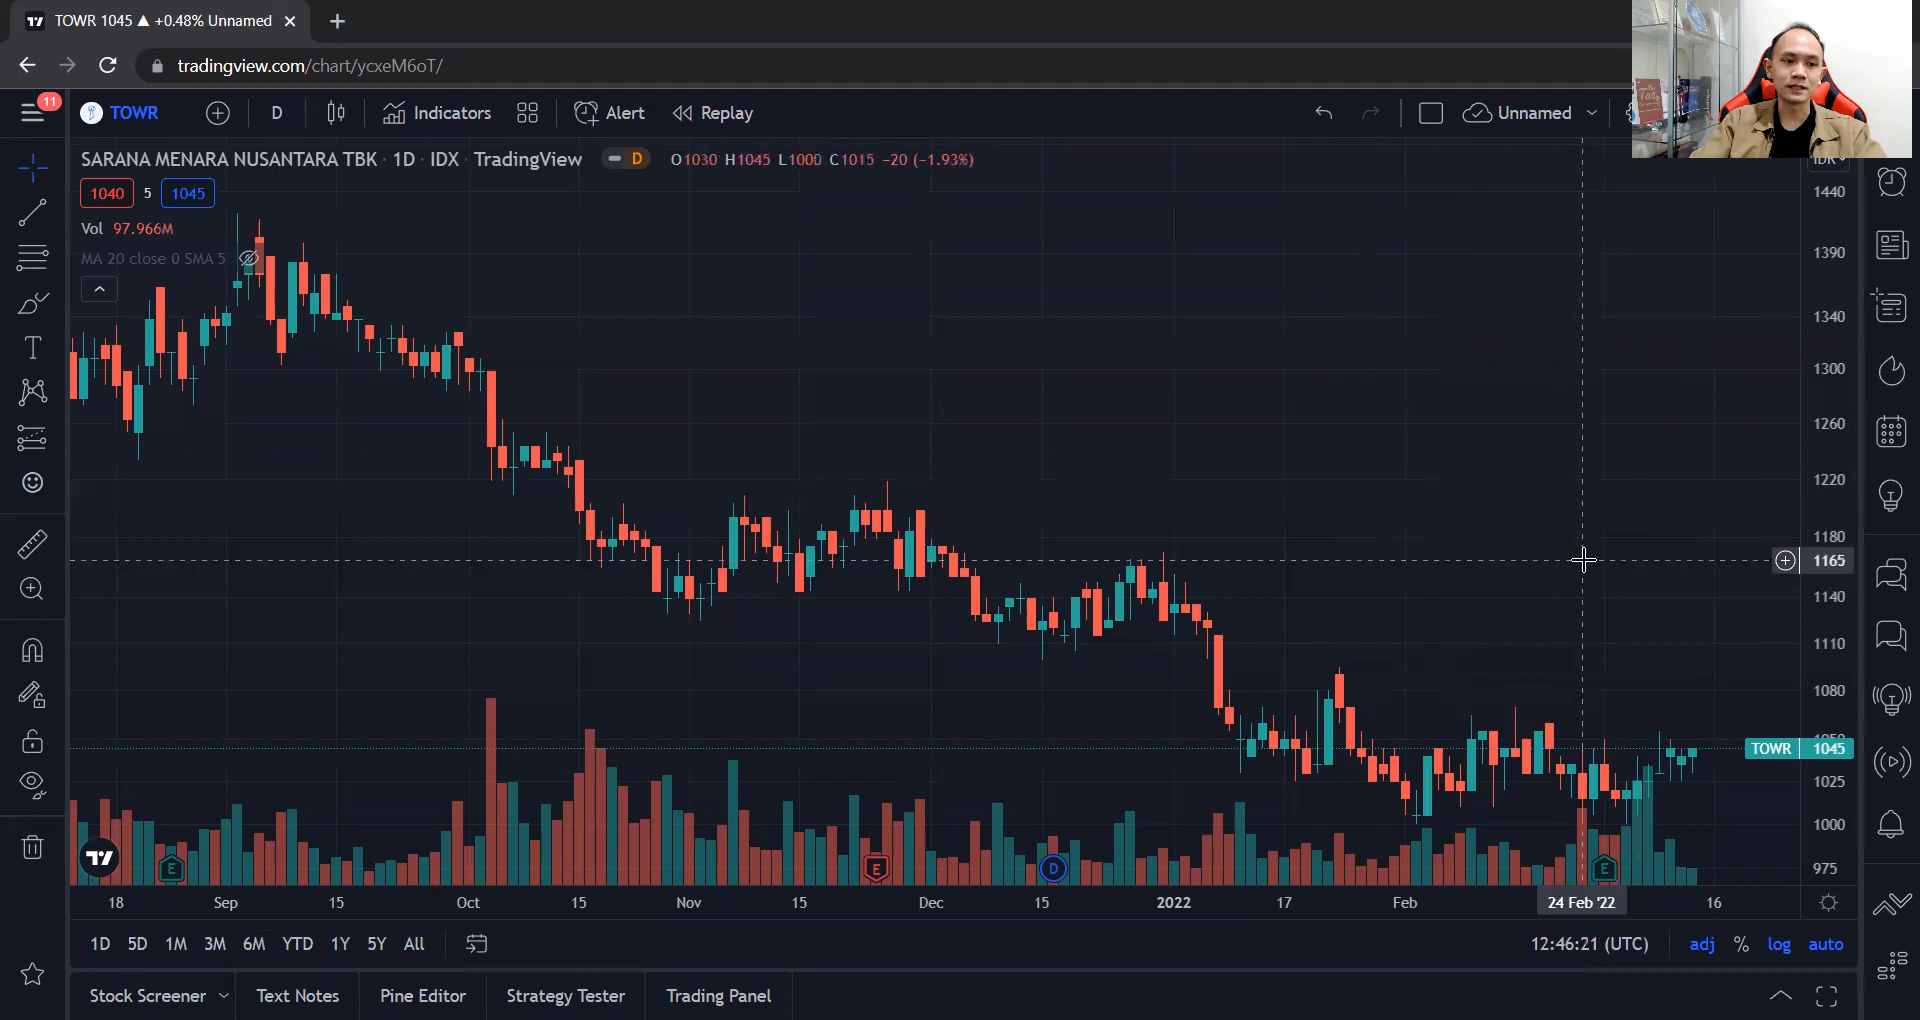 TOWR 1045 ▲ +0.48% Unnamed
tradingview.com/chart/ycxeM6oT/
11
TOWR
D
Indicators
Alert
Replay
Unnamed
SARANA MENARA NUSANTARA TBK · 1D · IDX · TradingView
D
O1030 H1045 L1000 C1015 −20 (−1.93%)
1040 5 1045
Vol 97.966M
MA 20 close 0 SMA 5
IDR
1440
1390
1340
1300
1260
1220
1180
1165
1140
1110
1080
1050
TOWR 1045
1025
1000
975
E
E
D
E
18 Sep 15 Oct 15 Nov 15 Dec 15 2022 17 Feb 24 Feb '22 16
1D 5D 1M 3M 6M YTD 1Y 5Y All
12:46:21 (UTC) adj % log auto
Stock Screener Text Notes Pine Editor Strategy Tester Trading Panel